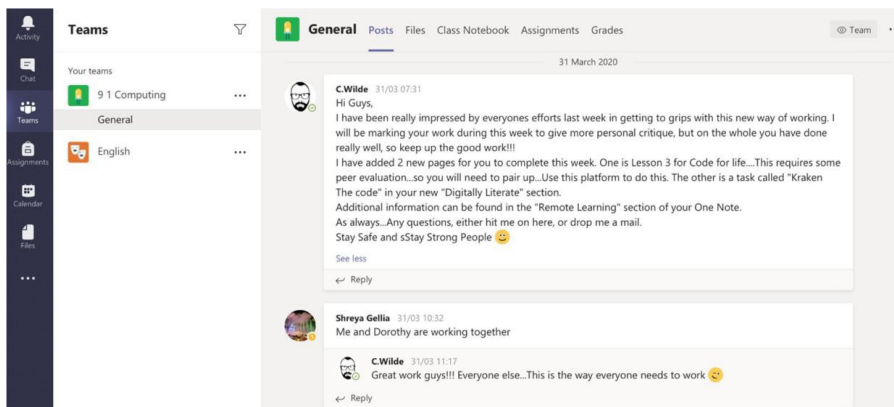 Activity
Chat
Teams
Assignments
Calendar
Files
Teams
Your teams
9 1 Computing
General
English
General Posts Files Class Notebook Assignments Grades
Team
31 March 2020
C.Wilde 31/03 07:31
Hi Guys,
I have been really impressed by everyones efforts last week in getting to grips with this new way of working. I
will be marking your work during this week to give more personal critique, but on the whole you have done
really well, so keep up the good work!!!
I have added 2 new pages for you to complete this week. One is Lesson 3 for Code for life....This requires some
peer evaluation...so you will need to pair up...Use this platform to do this. The other is a task called "Kraken
The code" in your new "Digitally Literate" section.
Additional information can be found in the "Remote Learning" section of your One Note.
As always...Any questions, either hit me on here, or drop me a mail.
Stay Safe and sStay Strong People
See less
Reply
Shreya Gellia 31/03 10:32
Me and Dorothy are working together
C.Wilde 31/03 11:17
Great work guys!!! Everyone else...This is the way everyone needs to work
Reply